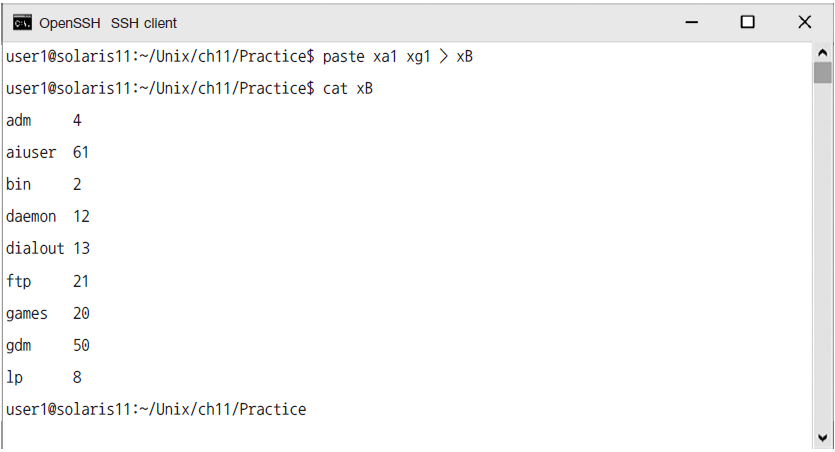 C:\. OpenSSH SSH client
user1@solaris11:~/Unix/ch11/Practice$ paste xa1 xg1 > xB
user1@solaris11:~/Unix/ch11/Practice$ cat xB
adm 4
aiuser 61
bin 2
daemon 12
dialout 13
ftp 21
games 20
gdm 50
lp 8
user1@solaris11:~/Unix/ch11/Practice